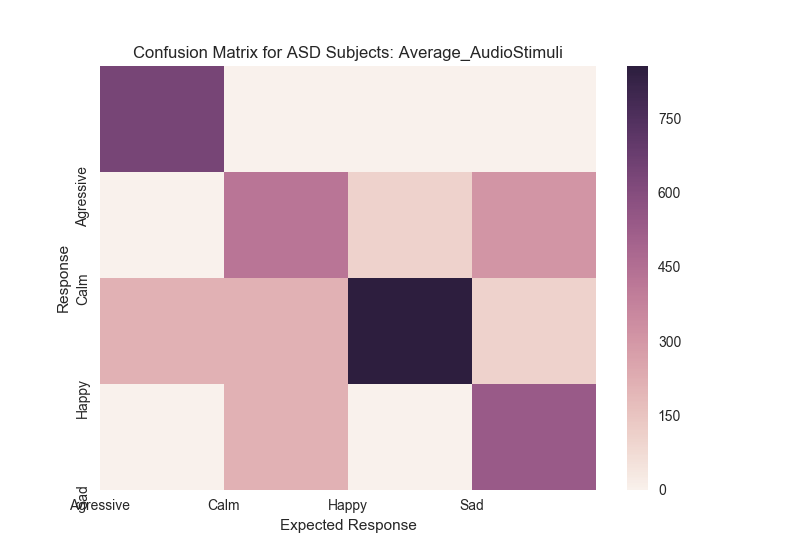 Confusion Matrix for ASD Subjects: Average_AudioStimuli
Response
Agressive
Calm
Happy
Sad
Agressive
Calm
Happy
Sad
Expected Response
750
600
450
300
150
0